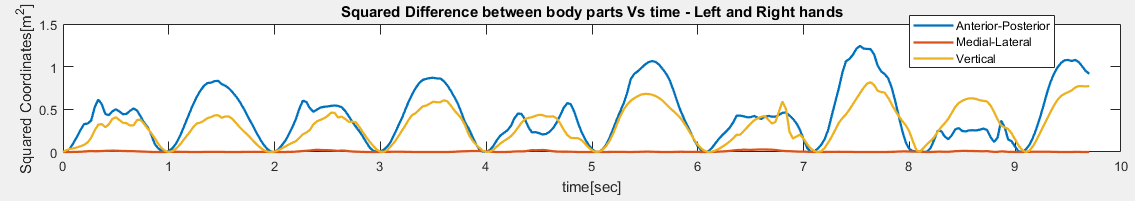 Squared Difference between body parts Vs time - Left and Right hands
Squared Coordinates[m²]
1.5
1
0.5
0
Anterior-Posterior
Medial-Lateral
Vertical
0 1 2 3 4 5 6 7 8 9 10
time[sec]